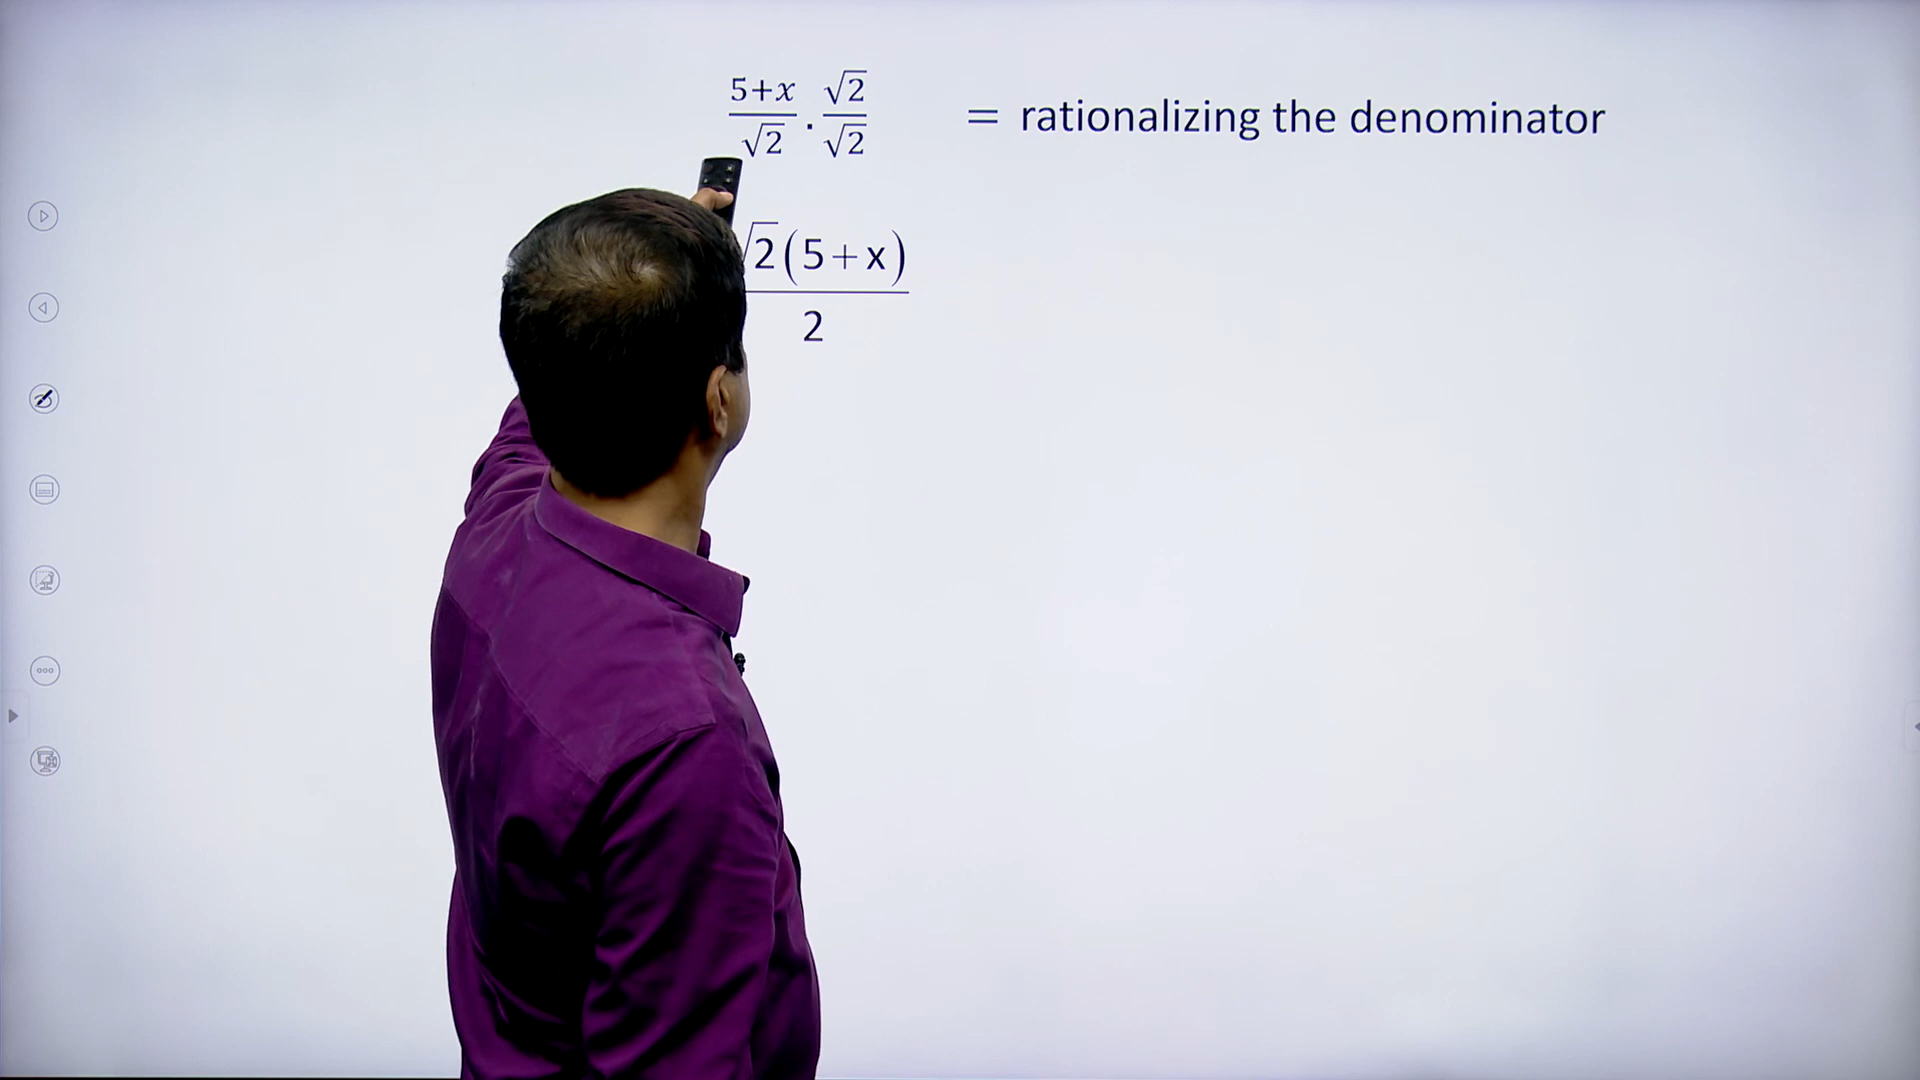 5+x/√2 · √2/√2 = rationalizing the denominator
√2(5+x)/2